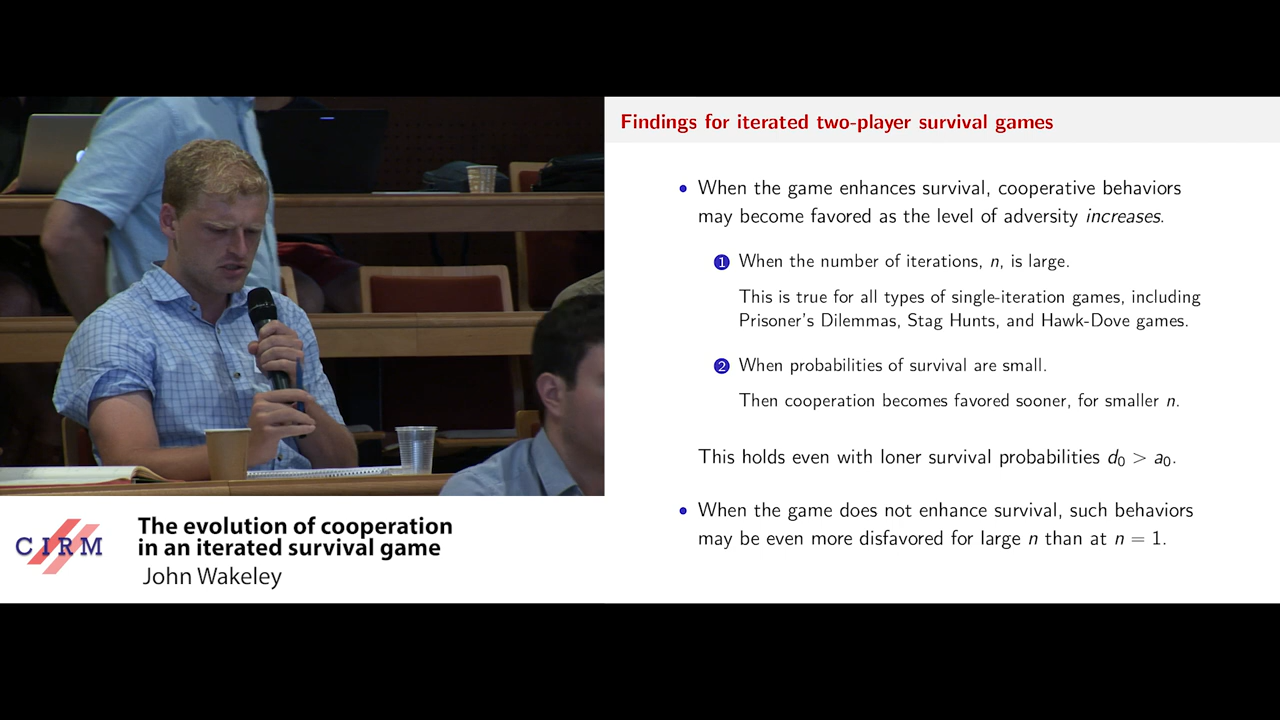 Findings for iterated two-player survival games
• When the game enhances survival, cooperative behaviors
may become favored as the level of adversity increases.
1 When the number of iterations, n, is large.
This is true for all types of single-iteration games, including
Prisoner's Dilemmas, Stag Hunts, and Hawk-Dove games.
2 When probabilities of survival are small.
Then cooperation becomes favored sooner, for smaller n.
This holds even with loner survival probabilities d₀ > a₀.
• When the game does not enhance survival, such behaviors
may be even more disfavored for large n than at n = 1.
CIRM
The evolution of cooperation
in an iterated survival game
John Wakeley